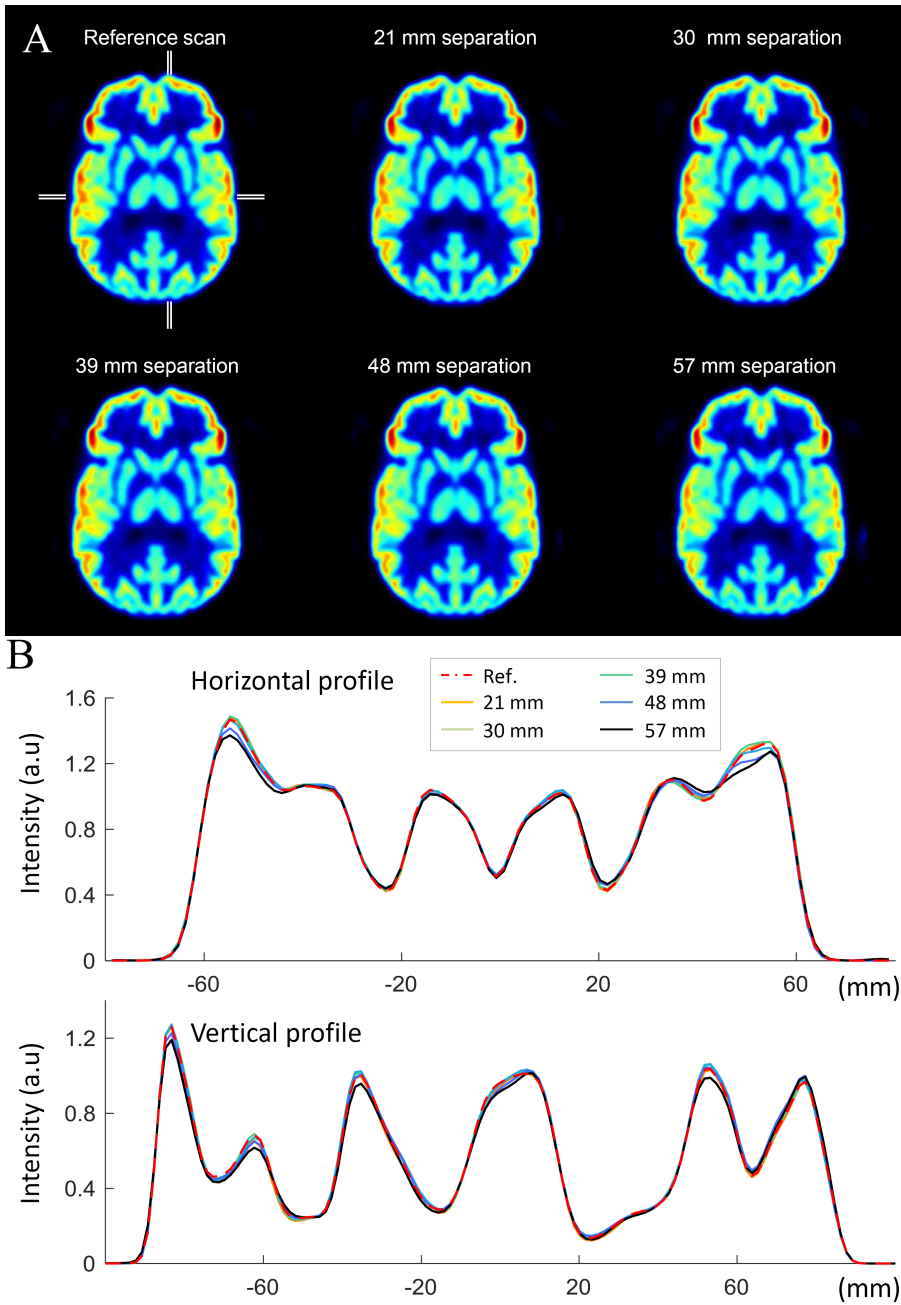 A
Reference scan
21 mm separation
30 mm separation
39 mm separation
48 mm separation
57 mm separation
B
Horizontal profile
Ref.
21 mm
30 mm
39 mm
48 mm
57 mm
Intensity (a.u)
1.6
1.2
0.8
0.4
0
-60
-20
20
60
(mm)
Vertical profile
Intensity (a.u)
1.2
0.8
0.4
0
-60
-20
20
60
(mm)